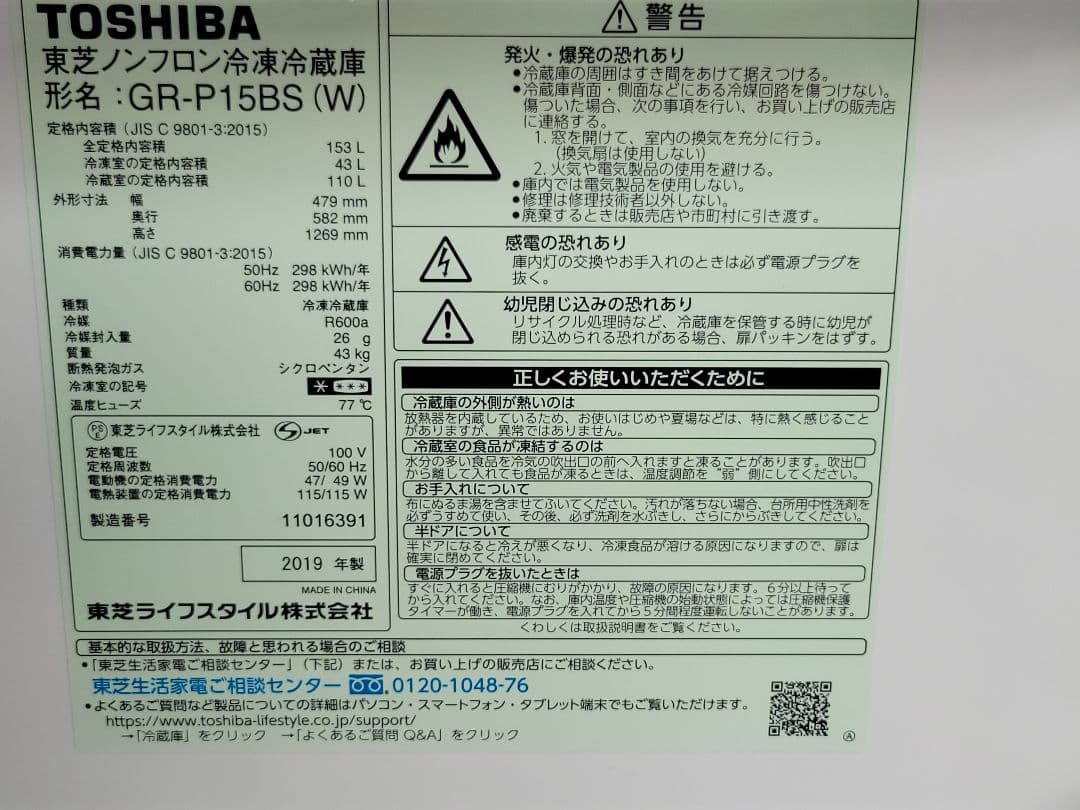 TOSHIBA
東芝ノンフロン冷凍冷蔵庫
形名 : GR-P15BS (W)
定格内容積 (JIS C 9801-3:2015)
全定格内容積 153 L
冷凍室の定格内容積 43 L
冷蔵室の定格内容積 110 L
外形寸法 幅 479 mm
奥行 582 mm
高さ 1269 mm
消費電力量 (JIS C 9801-3:2015)
50Hz 298 kWh/年
60Hz 298 kWh/年
種類 冷凍冷蔵庫
冷媒 R600a
冷媒封入量 26 g
質量 43 kg
断熱発泡ガス シクロペンタン
冷凍室の記号
温度ヒューズ 77 ℃
PSE 東芝ライフスタイル株式会社 JET
定格電圧 100 V
定格周波数 50/60 Hz
電動機の定格消費電力 47/ 49 W
電熱装置の定格消費電力 115/115 W
製造番号 11016391
2019 年製
MADE IN CHINA
東芝ライフスタイル株式会社
警告
発火・爆発の恐れあり
●冷蔵庫の周囲はすき間をあけて据えつける。
●冷蔵庫背面・側面などにある冷媒回路を傷つけない。
傷ついた場合、次の事項を行い、お買い上げの販売店
に連絡する。
1. 窓を開けて、室内の換気を充分に行う。
(換気扇は使用しない)
2. 火気や電気製品の使用を避ける。
●庫内では電気製品を使用しない。
●修理は修理技術者以外しない。
●廃棄するときは販売店や市町村に引き渡す。
感電の恐れあり
庫内灯の交換やお手入れのときは必ず電源プラグを
抜く。
幼児閉じ込みの恐れあり
リサイクル処理時など、冷蔵庫を保管する時に幼児が
閉じ込められる恐れがある場合、扉パッキンをはずす。
正しくお使いいただくために
冷蔵庫の外側が熱いのは
放熱器を内蔵しているため、お使いはじめや夏場などは、特に熱く感じること
がありますが、異常ではありません。
冷蔵室の食品が凍結するのは
水分の多い食品を冷気の吹出口の前へ入れますと凍ることがあります。吹出口
から離して入れても食品が凍るときは、温度調節を"弱"側にしてください。
お手入れについて
布にぬるま湯を含ませてふいてください。汚れが落ちない場合、台所用中性洗剤を
必ずうすめて使い、その後、必ず洗剤を水ぶきし、さらにからぶきしてください。
半ドアについて
半ドアになると冷えが悪くなり、冷凍食品が溶ける原因になりますので、扉は
確実に閉めてください。
電源プラグを抜いたときは
すぐに入れると圧縮機にむりがかかり、故障の原因になります。6分以上待って
から入れてください。なお、庫内温度や圧縮機の始動状態によっては圧縮機保護
タイマーが働き、電源プラグを入れてから5分間程度運転しないことがあります。
くわしくは取扱説明書をご覧ください。
基本的な取扱方法、故障と思われる場合のご相談
●「東芝生活家電ご相談センター」(下記) または、お買い上げの販売店にご相談ください。
東芝生活家電ご相談センター 0120-1048-76
●よくあるご質問など製品についての詳細はパソコン・スマートフォン・タブレット端末でもご覧いただけます。
https://www.toshiba-lifestyle.co.jp/support/
→「冷蔵庫」をクリック →「よくあるご質問 Q&A」をクリック
Ⓐ